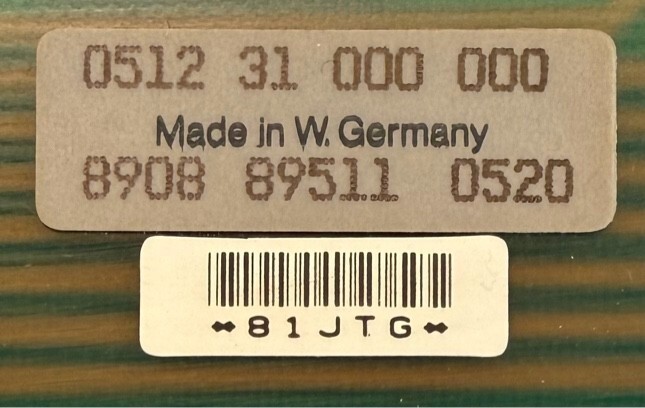 0512 31 000 000
Made in W. Germany
8908 89511 0520
*81JTG*